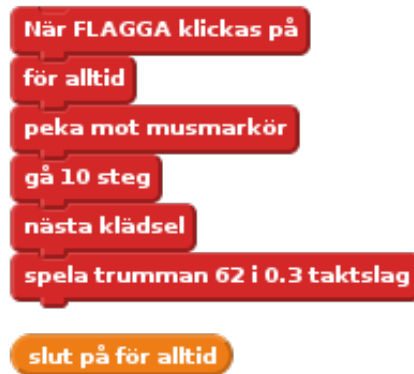 När FLAGGA klickas på
för alltid
peka mot musmarkör
gå 10 steg
nästa klädsel
spela trumman 62 i 0.3 taktslag
slut på för alltid